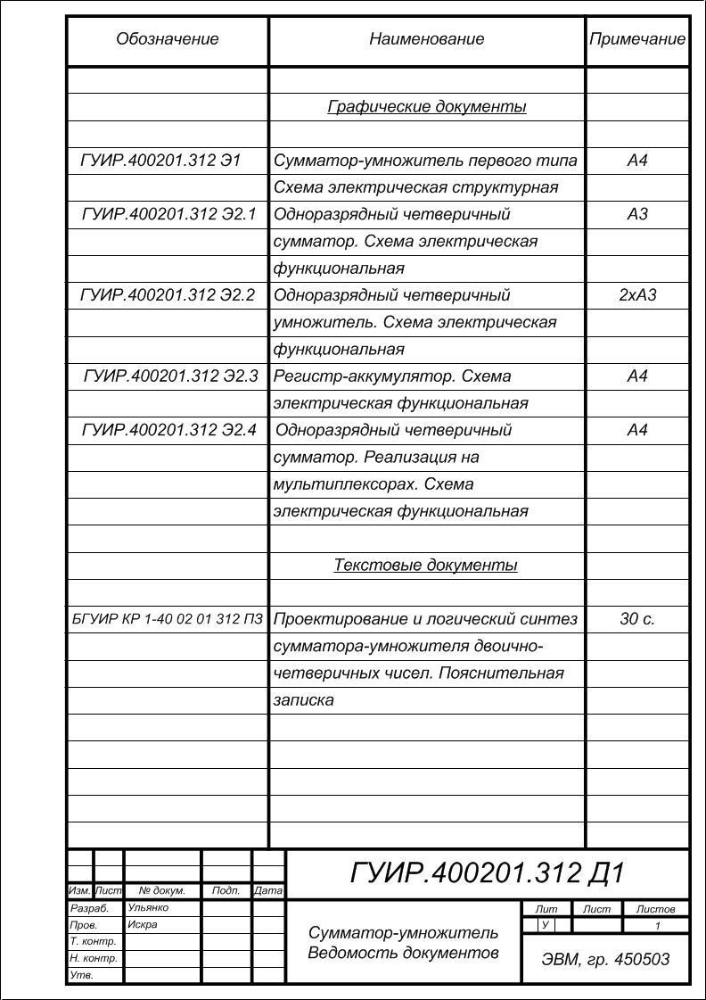 Обозначение Наименование Примечание
Графические документы
ГУИР.400201.312 Э1 Сумматор-умножитель первого типа А4
Схема электрическая структурная
ГУИР.400201.312 Э2.1 Одноразрядный четверичный А3
сумматор. Схема электрическая
функциональная
ГУИР.400201.312 Э2.2 Одноразрядный четверичный 2xА3
умножитель. Схема электрическая
функциональная
ГУИР.400201.312 Э2.3 Регистр-аккумулятор. Схема А4
электрическая функциональная
ГУИР.400201.312 Э2.4 Одноразрядный четверичный А4
сумматор. Реализация на
мультиплексорах. Схема
электрическая функциональная
Текстовые документы
БГУИР КР 1-40 02 01 312 ПЗ Проектирование и логический синтез 30 с.
сумматора-умножителя двоично-
четверичных чисел. Пояснительная
записка
ГУИР.400201.312 Д1
Изм. Лист № докум. Подп. Дата
Разраб. Ульянко
Пров. Искра
Т. контр.
Н. контр.
Утв.
Сумматор-умножитель
Ведомость документов
Лит Лист Листов
У 1
ЭВМ, гр. 450503